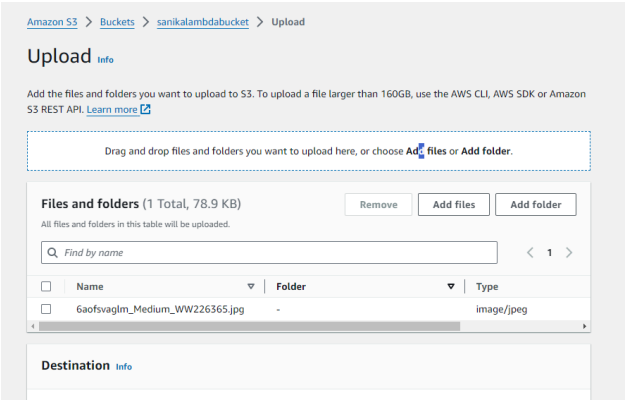 Amazon S3 > Buckets > sanikalambdabucket > Upload
Upload Info
Add the files and folders you want to upload to S3. To upload a file larger than 160GB, use the AWS CLI, AWS SDK or Amazon
S3 REST API. Learn more
Drag and drop files and folders you want to upload here, or choose Add files or Add folder.
Files and folders (1 Total, 78.9 KB)
Remove
Add files
Add folder
All files and folders in this table will be uploaded.
Find by name
< 1 >
Name Folder Type
6aofsvaglm_Medium_WW226365.jpg - image/jpeg
Destination Info